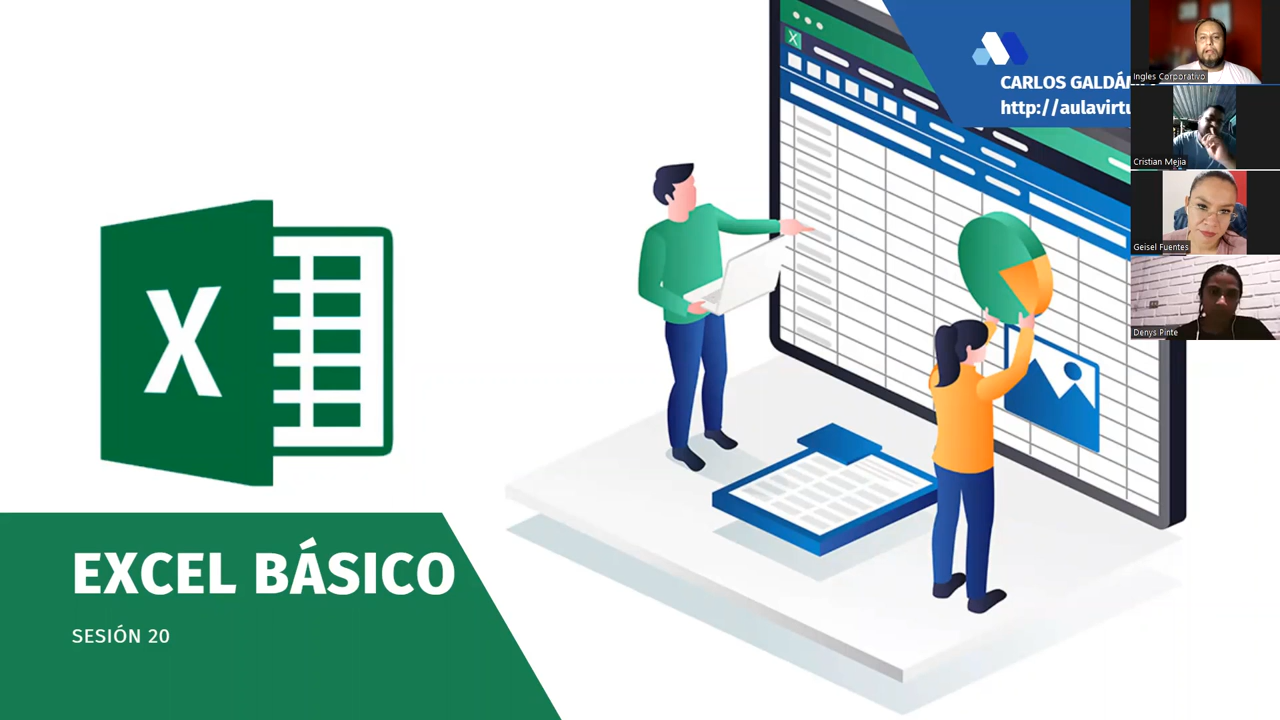 CARLOS GALDÁM
http://aulavirtu
Ingles Corporativo
Cristian Mejia
Geisel Fuentes
Denys Pinte
X
X
EXCEL BÁSICO
SESIÓN 20